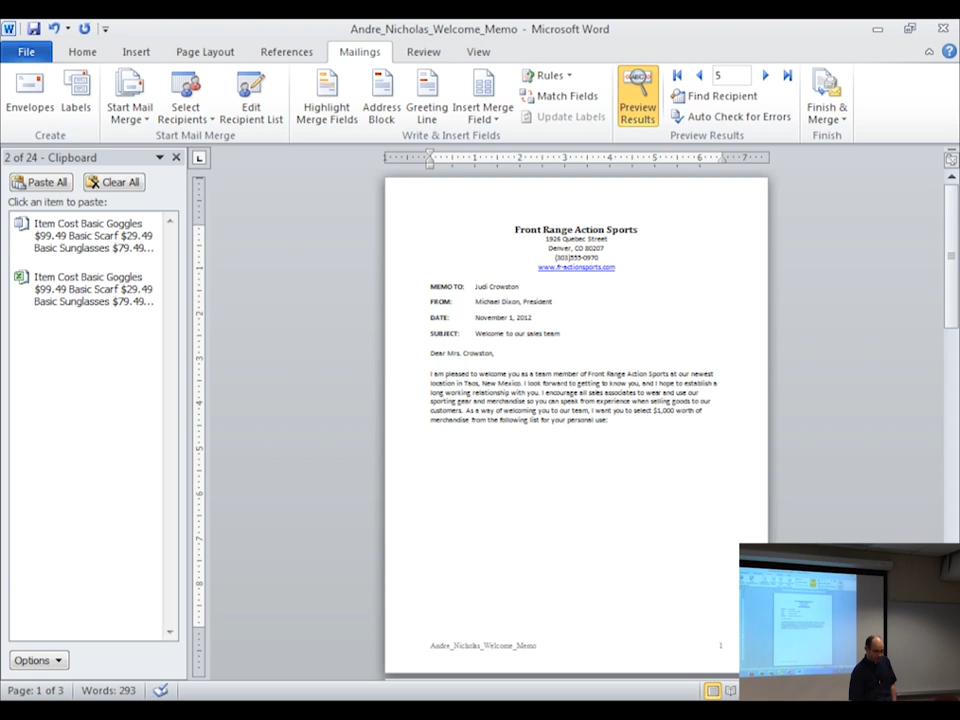 Andre_Nicholas_Welcome_Memo - Microsoft Word
File Home Insert Page Layout References Mailings Review View
Envelopes Labels
Create
Start Mail Merge
Select Recipients
Edit Recipient List
Start Mail Merge
Highlight Merge Fields
Address Block
Greeting Line
Insert Merge Field
Rules
Match Fields
Update Labels
Write & Insert Fields
ABC
Preview Results
5
Find Recipient
Auto Check for Errors
Preview Results
Finish & Merge
Finish
2 of 24 - Clipboard
Paste All Clear All
Click an item to paste:
Item Cost Basic Goggles
$99.49 Basic Scarf $29.49
Basic Sunglasses $79.49...
Item Cost Basic Goggles
$99.49 Basic Scarf $29.49
Basic Sunglasses $79.49...
Options
Front Range Action Sports
1926 Quebec Street
Denver, CO 80207
(303)555-0970
www.fr-actionsports.com
MEMO TO: Judi Crowston
FROM: Michael Dixon, President
DATE: November 1, 2012
SUBJECT: Welcome to our sales team
Dear Mrs. Crowston,
I am pleased to welcome you as a team member of Front Range Action Sports at our newest
location in Taos, New Mexico. I look forward to getting to know you, and I hope to establish a
long working relationship with you. I encourage all sales associates to wear and use our
sporting gear and merchandise so you can speak from experience when selling goods to our
customers. As a way of welcoming you to our team, I want you to select $1,000 worth of
merchandise from the following list for your personal use:
Andre_Nicholas_Welcome_Memo 1
Page: 1 of 3 Words: 293